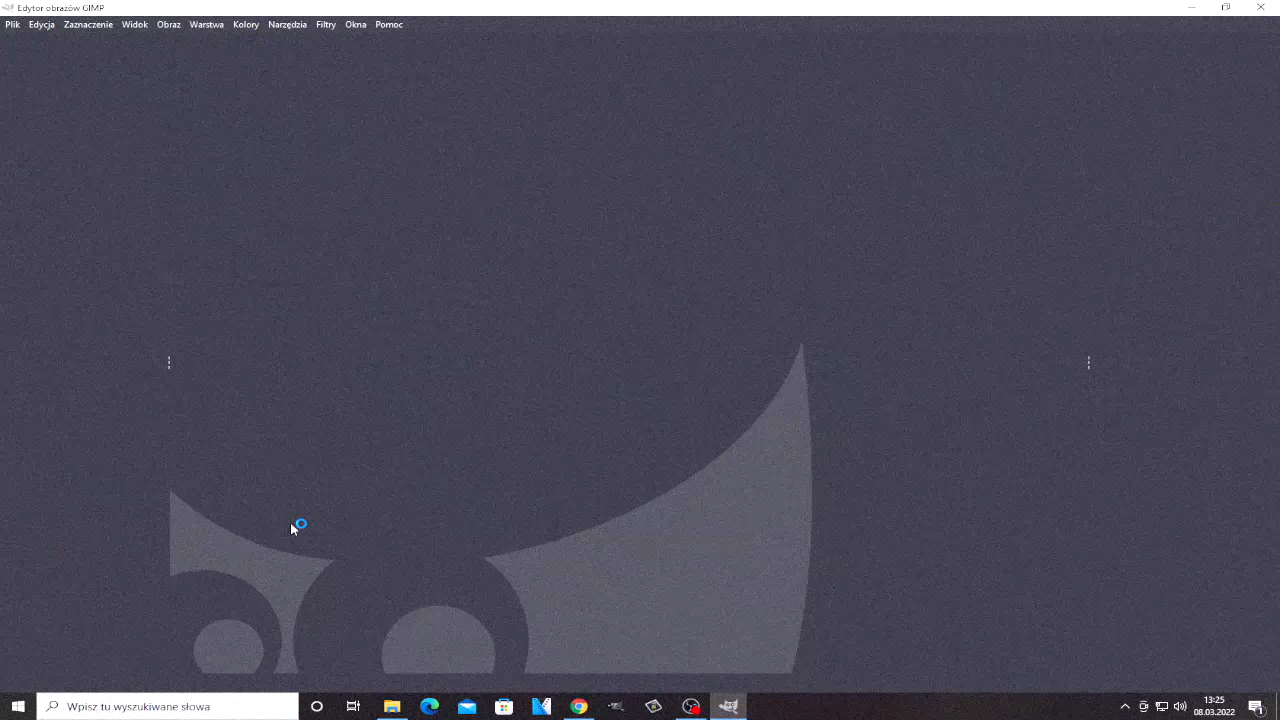 Edytor obrazów GIMP
Plik Edycja Zaznaczenie Widok Obraz Warstwa Kolory Narzędzia Filtry Okna Pomoc
Wpisz tu wyszukiwane słowa
13:25
08.03.2022
1